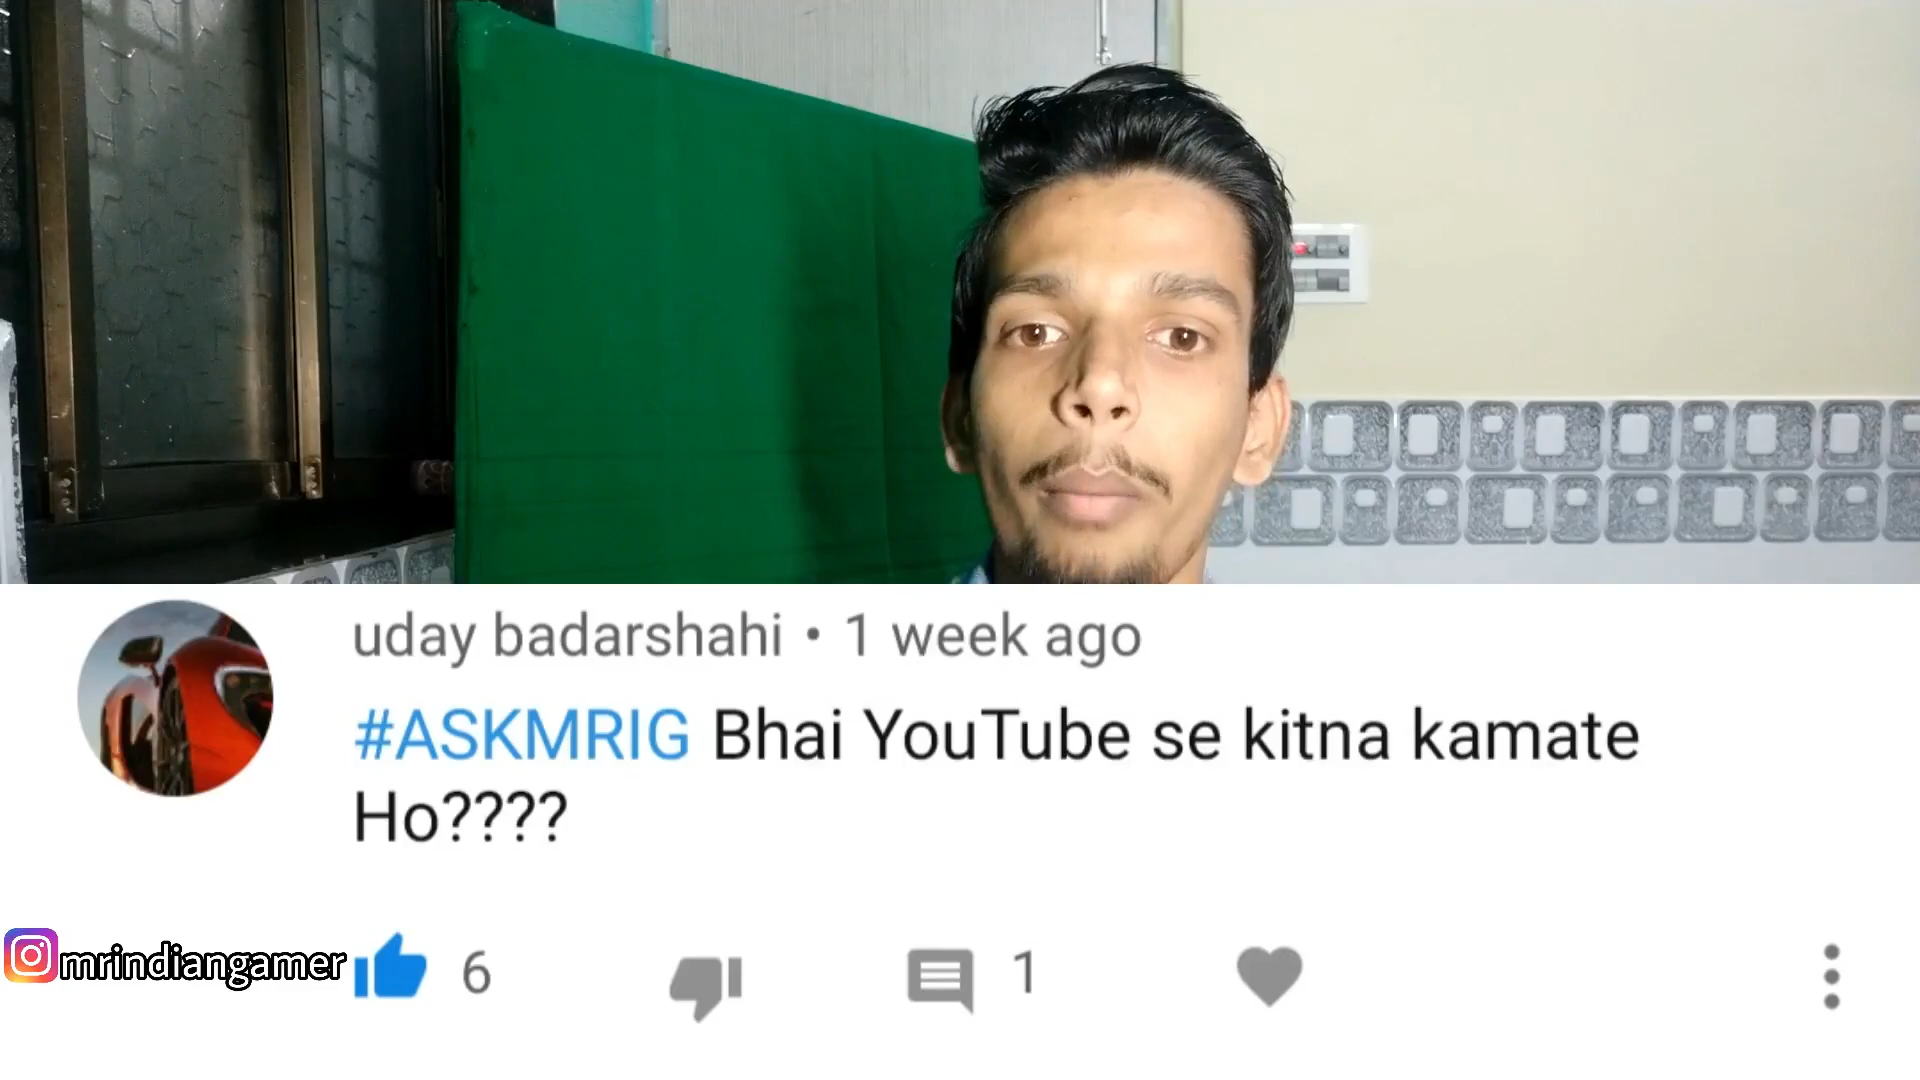 uday badarshahi • 1 week ago
#ASKMRIG Bhai YouTube se kitna kamate
Ho????
mrindiangamer
6
1